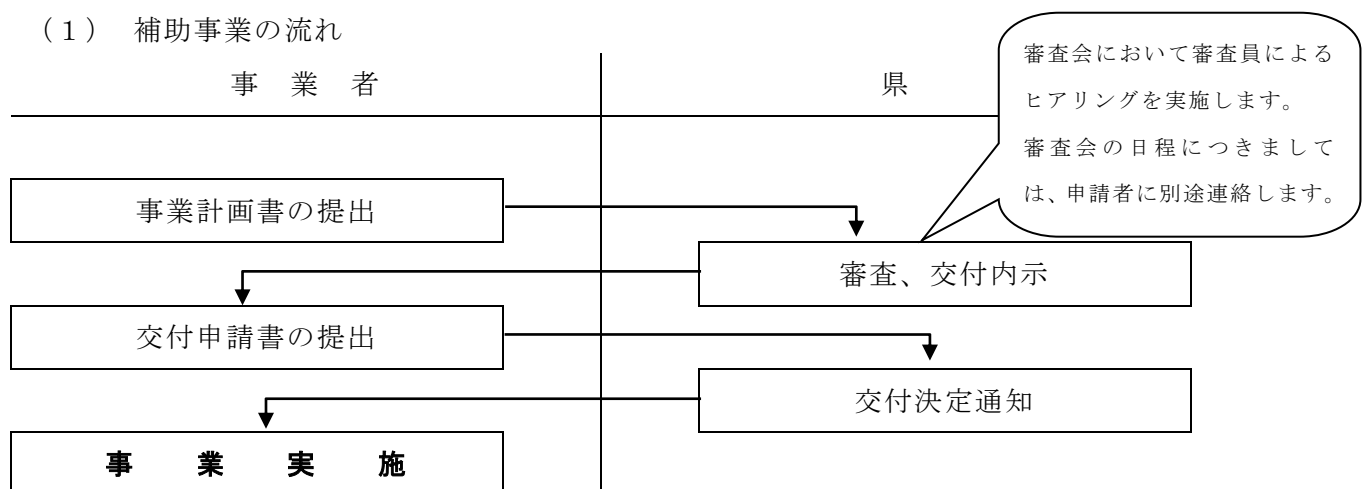 （１） 補助事業の流れ
事 業 者
県
審査会において審査員による
ヒアリングを実施します。
審査会の日程につきまして
は、申請者に別途連絡します。
事業計画書の提出
審査、交付内示
交付申請書の提出
交付決定通知
事 業 実 施